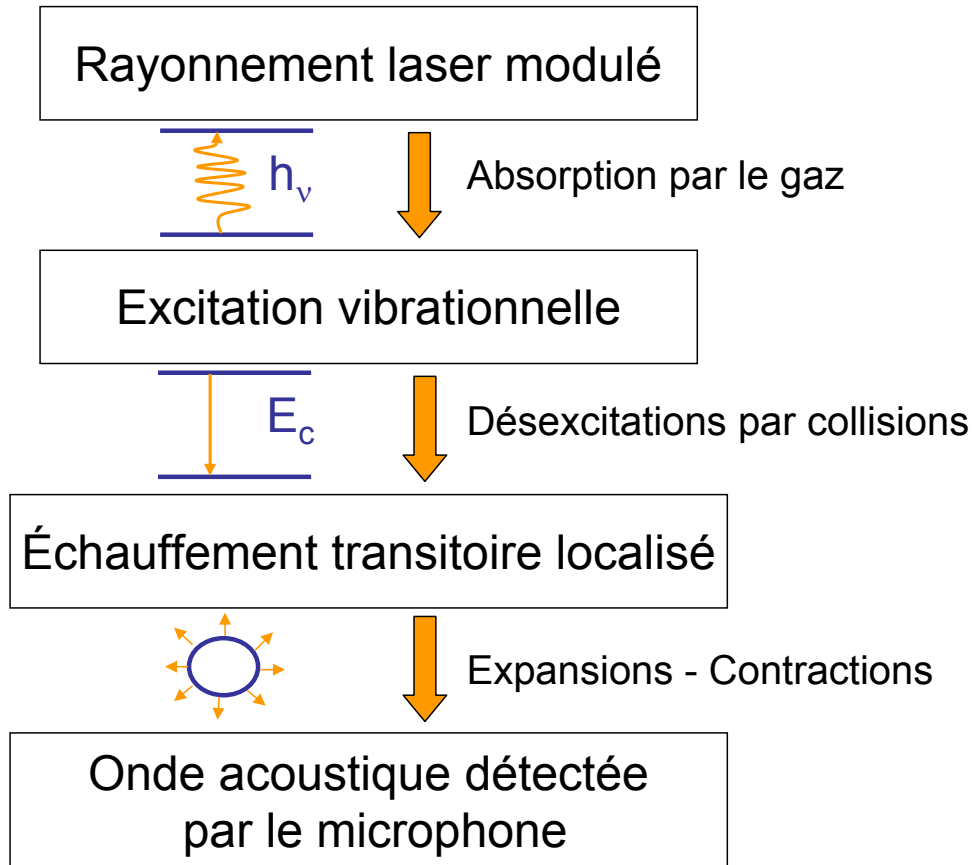 Rayonnement laser modulé
hν
Absorption par le gaz
Excitation vibrationnelle
Ec
Désexcitations par collisions
Échauffement transitoire localisé
Expansions - Contractions
Onde acoustique détectée
par le microphone